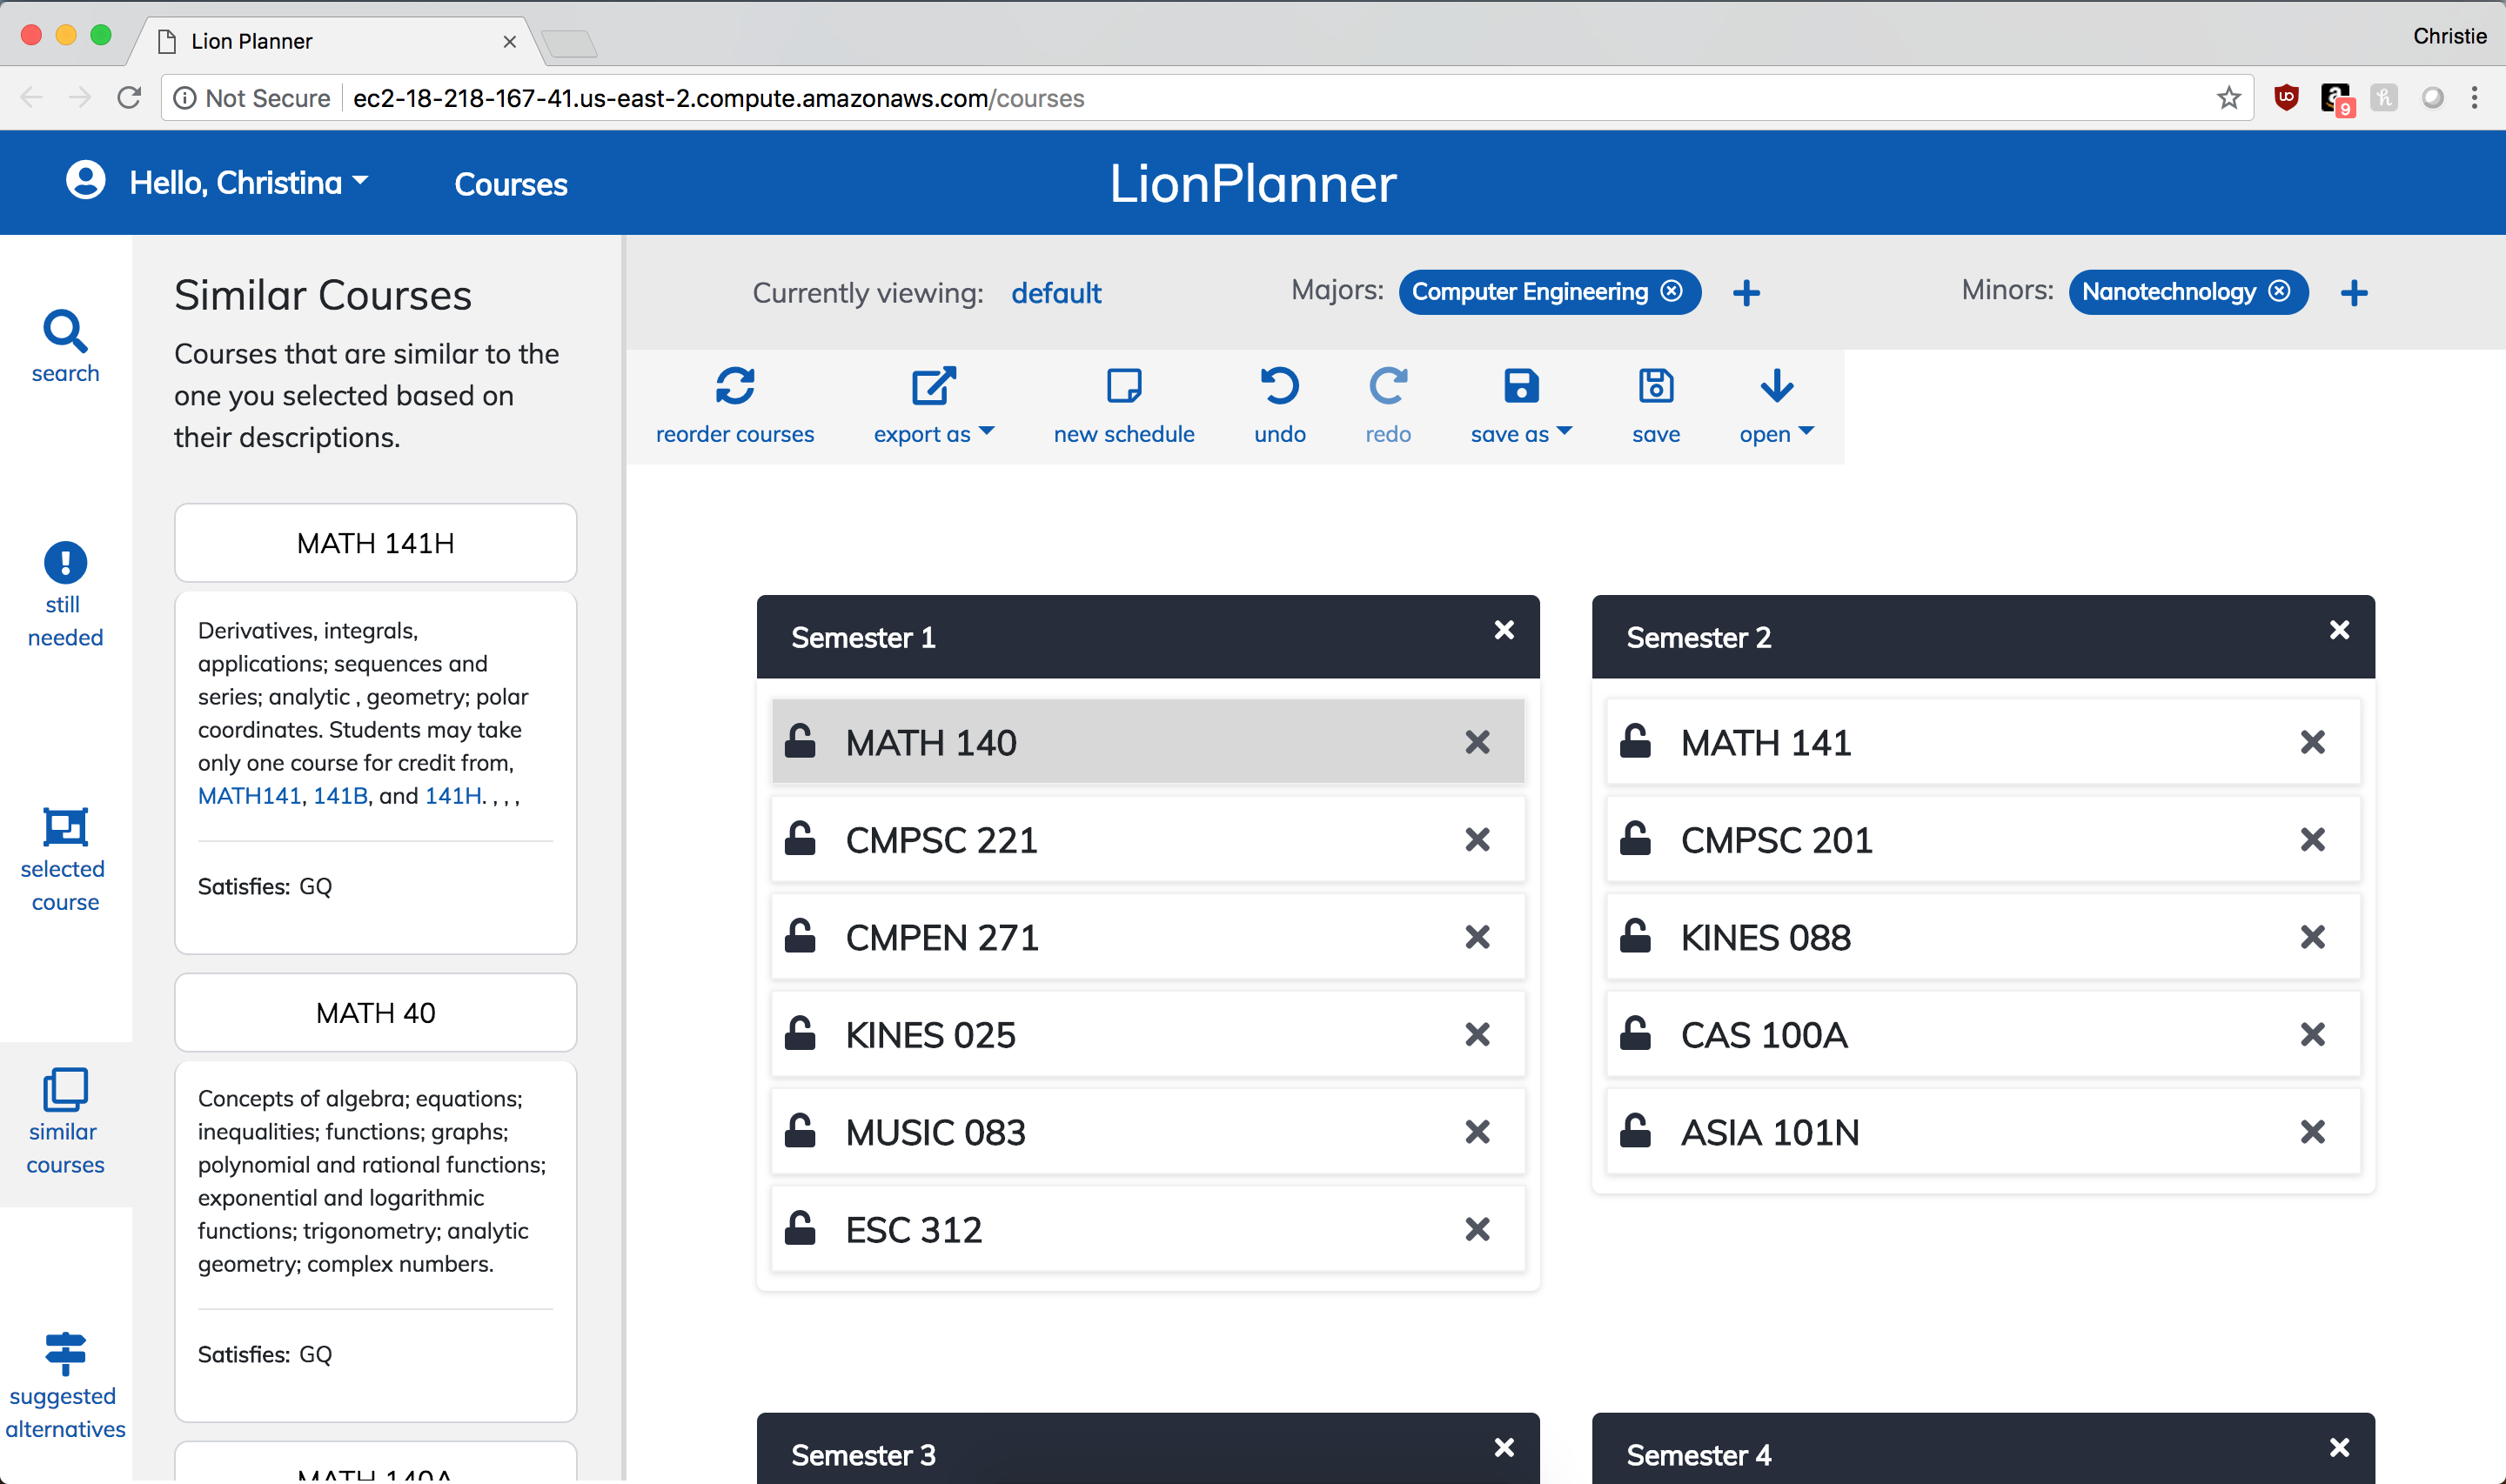 Lion Planner
Christie
Not Secure
ec2-18-218-167-41.us-east-2.compute.amazonaws.com/courses
9
Hello, Christina
Courses
LionPlanner
search
still
needed
selected
course
similar
courses
suggested
alternatives
Similar Courses
Courses that are similar to the
one you selected based on
their descriptions.
MATH 141H
Derivatives, integrals,
applications; sequences and
series; analytic , geometry; polar
coordinates. Students may take
only one course for credit from,
MATH141, 141B, and 141H. , , ,
Satisfies: GQ
MATH 40
Concepts of algebra; equations;
inequalities; functions; graphs;
polynomial and rational functions;
exponential and logarithmic
functions; trigonometry; analytic
geometry; complex numbers.
Satisfies: GQ
MATH 140A
Currently viewing: default
Majors: Computer Engineering
Minors: Nanotechnology
reorder courses
export as
new schedule
undo
redo
save as
save
open
Semester 1
MATH 140
CMPSC 221
CMPEN 271
KINES 025
MUSIC 083
ESC 312
Semester 2
MATH 141
CMPSC 201
KINES 088
CAS 100A
ASIA 101N
Semester 3
Semester 4